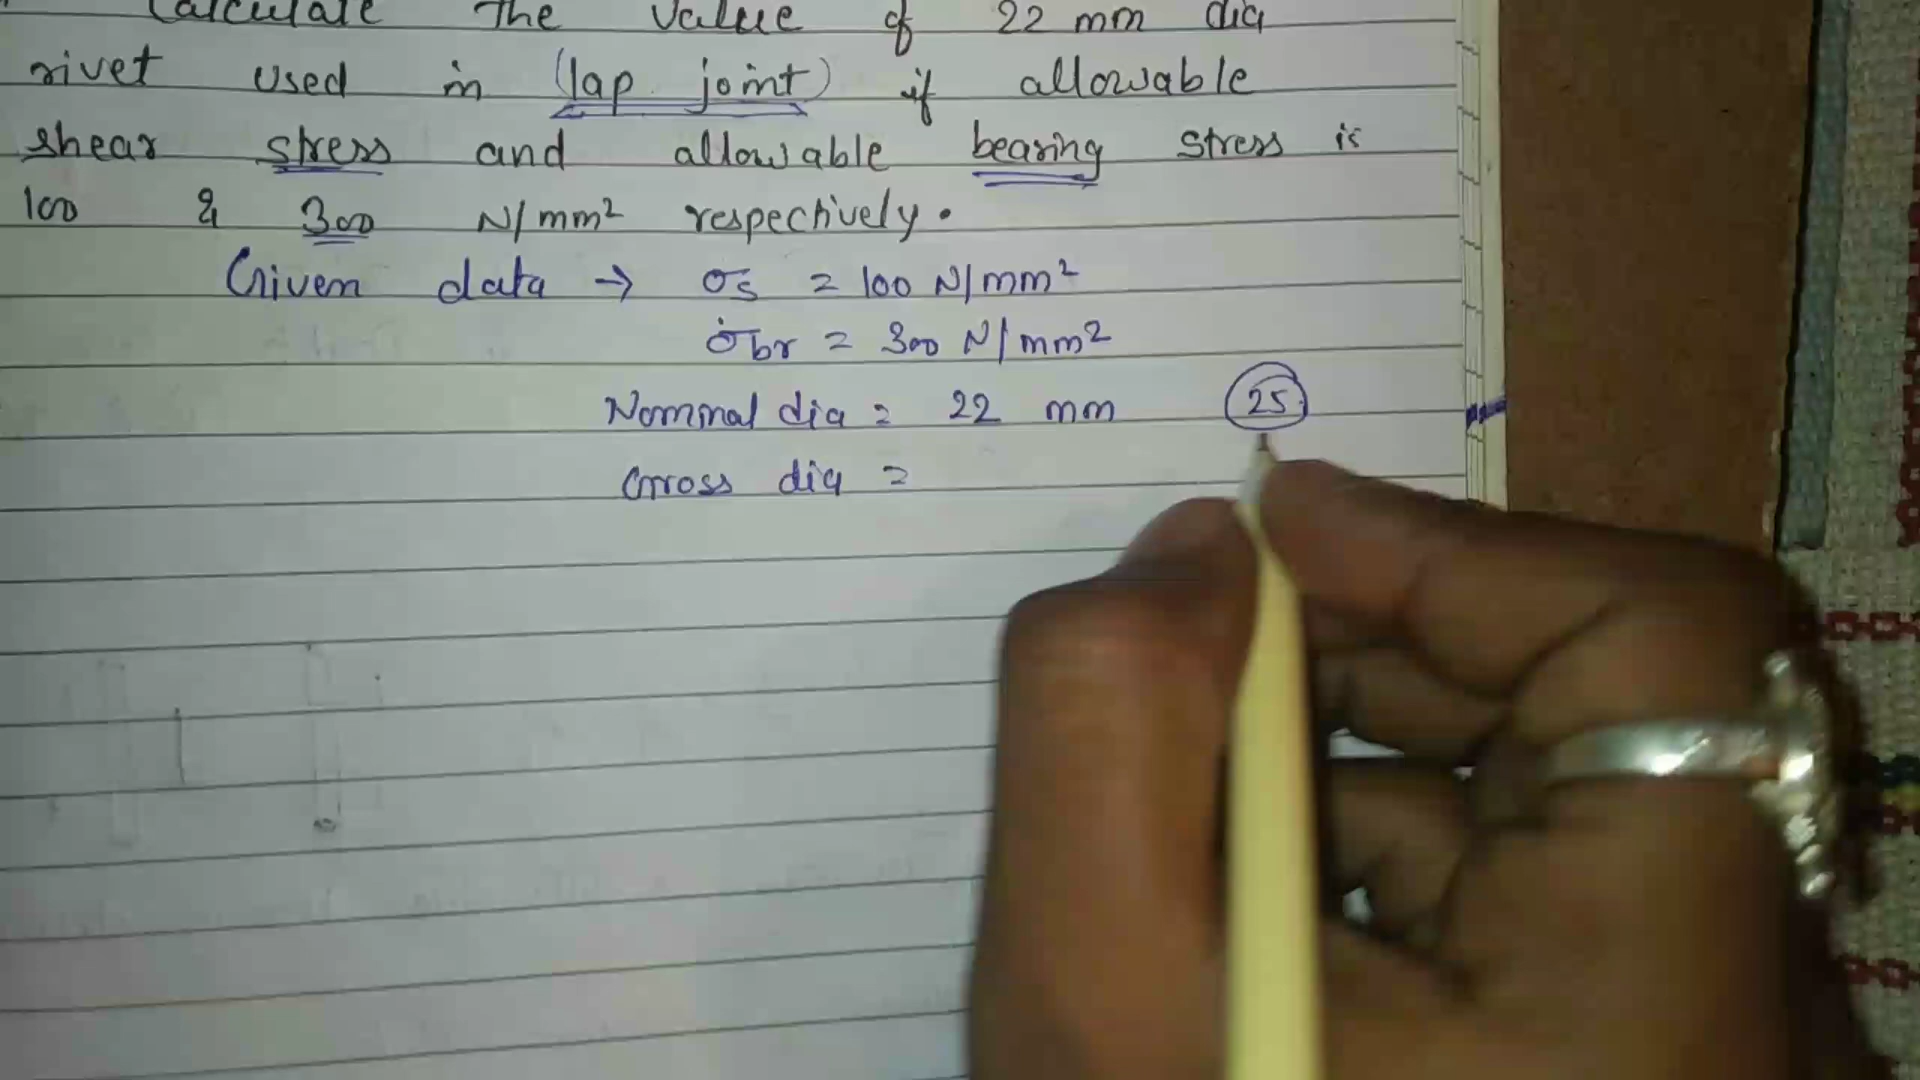 Calculate the value of 22 mm dia
rivet used in (lap joint) if allowable
shear stress and allowable bearing stress is
100 & 300 N/mm² respectively.
Given data → σs = 100 N/mm²
σbr = 300 N/mm²
Nominal dia = 22 mm 25
Gross dia =